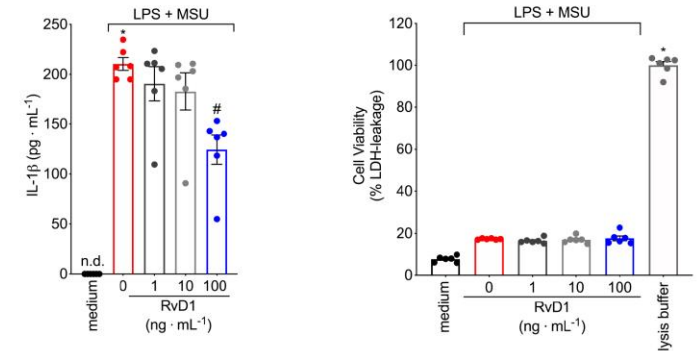 LPS + MSU
IL-1β (pg · mL⁻¹)
250
200
150
100
50
0
*
#
n.d.
medium
0 1 10 100
RvD1
(ng · mL⁻¹)
LPS + MSU
Cell Viability
(% LDH-leakage)
120
100
80
60
40
20
0
*
medium
0 1 10 100
RvD1
(ng · mL⁻¹)
lysis buffer